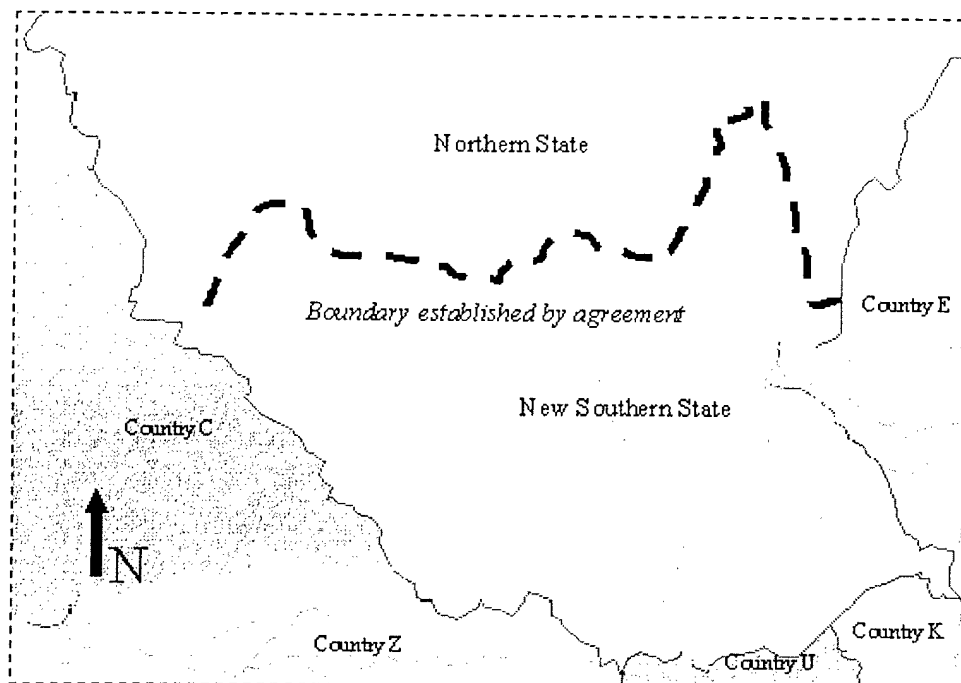 Northern State
Boundary established by agreement
Country E
New Southern State
Country C
N
Country Z
Country U
Country K